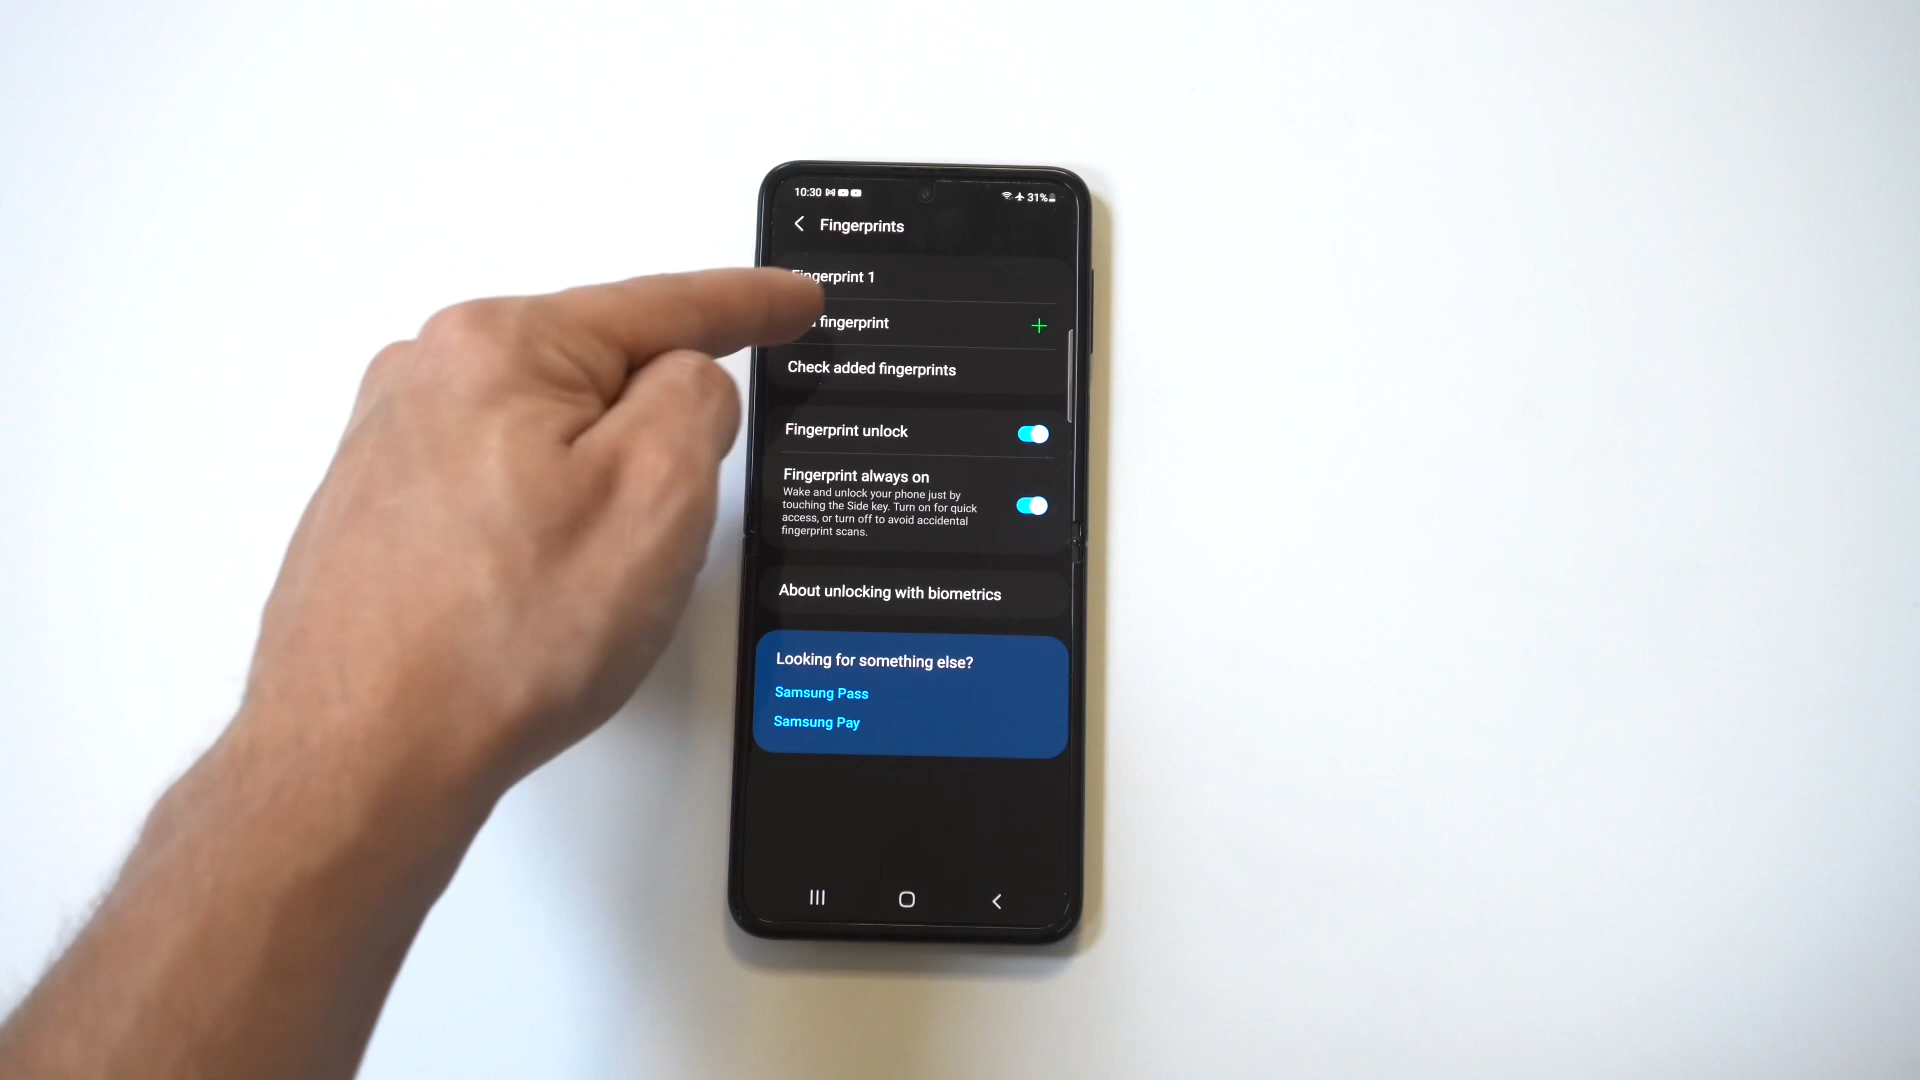 10:30
31%
Fingerprints
Fingerprint 1
fingerprint
Check added fingerprints
Fingerprint unlock
Fingerprint always on
Wake and unlock your phone just by
touching the Side key. Turn on for quick
access, or turn off to avoid accidental
fingerprint scans.
About unlocking with biometrics
Looking for something else?
Samsung Pass
Samsung Pay